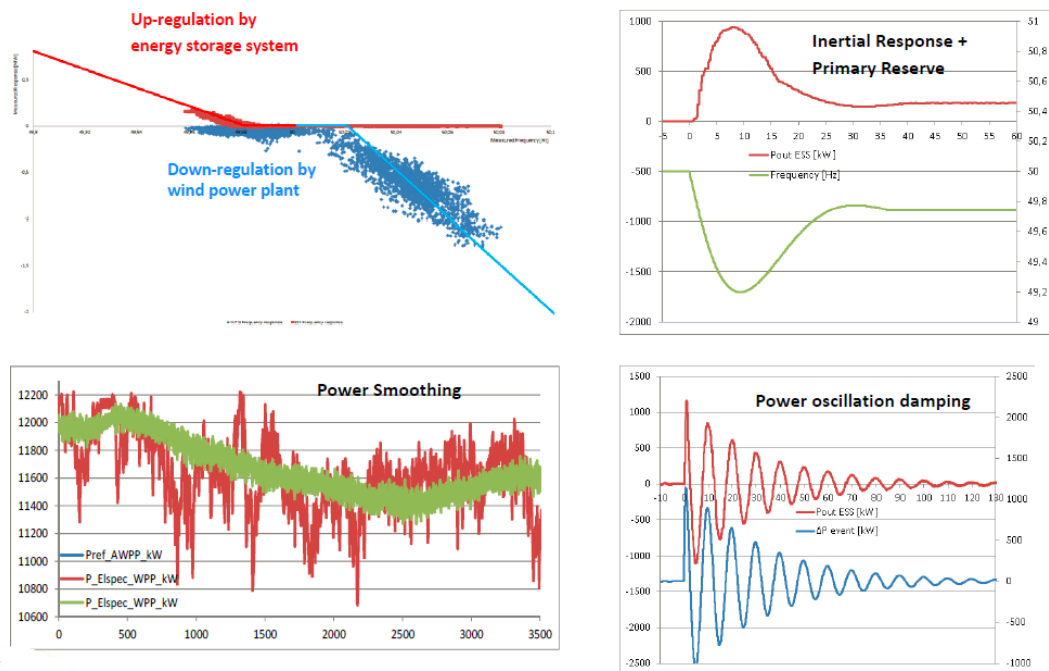 Up-regulation by
energy storage system
Down-regulation by
wind power plant
Measured Frequency [Hz]
1000
500
0
-500
-1000
-1500
-2000
-5 0 5 10 15 20 25 30 35 40 45 50 55 60
51
50,8
50,6
50,4
50,2
50
49,8
49,6
49,4
49,2
49
Inertial Response +
Primary Reserve
Pout ESS [kW]
Frequency [Hz]
Power Smoothing
12200
12000
11800
11600
11400
11200
11000
10800
10600
0 500 1000 1500 2000 2500 3000 3500
Pref_AWPP_kW
P_Elspec_WPP_kW
P_Elspec_WPP_kW
Power oscillation damping
1500
1000
500
0
-500
-1000
-1500
-2000
-2500
2500
2000
1500
1000
500
0
-500
-1000
-10 0 10 20 30 40 50 60 70 80 90 100 110 120 130
Pout ESS [kW]
ΔP event [kW]